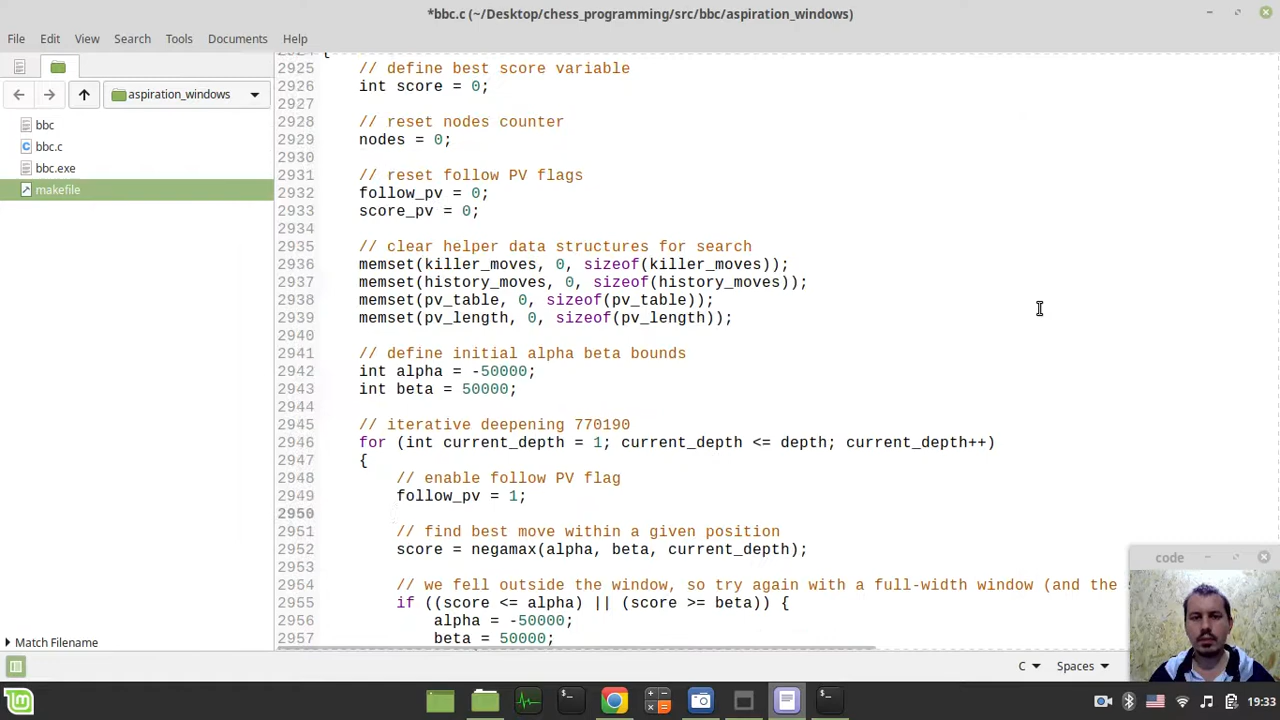 *bbc.c (~/Desktop/chess_programming/src/bbc/aspiration_windows)
File Edit View Search Tools Documents Help
aspiration_windows
bbc
bbc.c
bbc.exe
makefile
Match Filename
{
2925 // define best score variable
2926 int score = 0;
2927
2928 // reset nodes counter
2929 nodes = 0;
2930
2931 // reset follow PV flags
2932 follow_pv = 0;
2933 score_pv = 0;
2934
2935 // clear helper data structures for search
2936 memset(killer_moves, 0, sizeof(killer_moves));
2937 memset(history_moves, 0, sizeof(history_moves));
2938 memset(pv_table, 0, sizeof(pv_table));
2939 memset(pv_length, 0, sizeof(pv_length));
2940
2941 // define initial alpha beta bounds
2942 int alpha = -50000;
2943 int beta = 50000;
2944
2945 // iterative deepening 770190
2946 for (int current_depth = 1; current_depth <= depth; current_depth++)
2947 {
2948 // enable follow PV flag
2949 follow_pv = 1;
2950
2951 // find best move within a given position
2952 score = negamax(alpha, beta, current_depth);
2953
2954 // we fell outside the window, so try again with a full-width window (and the
2955 if ((score <= alpha) || (score >= beta)) {
2956 alpha = -50000;
2957 beta = 50000;
code
C Spaces
19:33